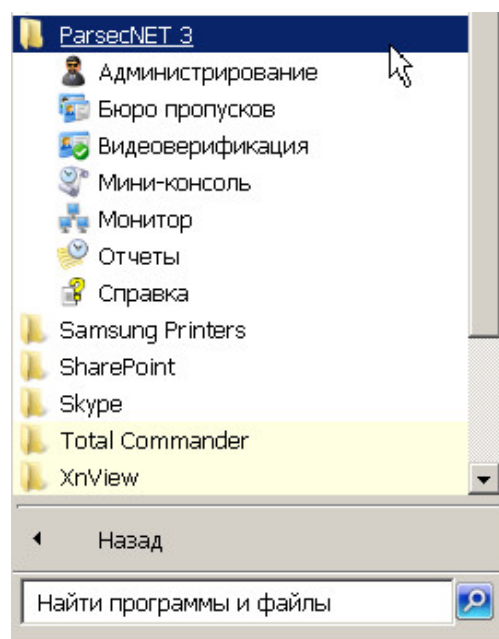 ParsecNET 3
Администрирование
Бюро пропусков
Видеоверификация
Мини-консоль
Монитор
Отчеты
Справка
Samsung Printers
SharePoint
Skype
Total Commander
XnView
Назад
Найти программы и файлы